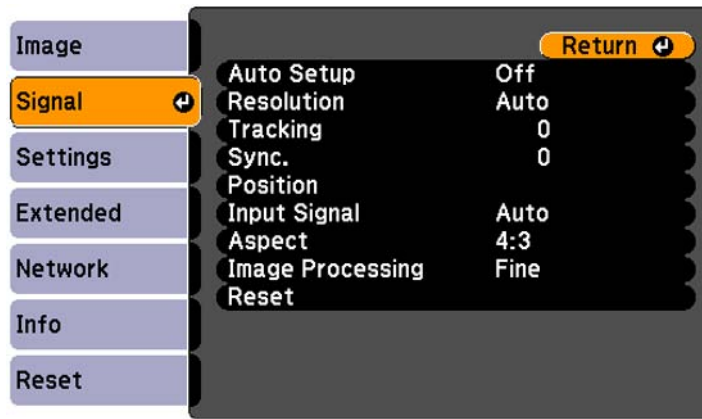 Image
Signal
Settings
Extended
Network
Info
Reset
Return
Auto Setup Off
Resolution Auto
Tracking 0
Sync. 0
Position
Input Signal Auto
Aspect 4:3
Image Processing Fine
Reset